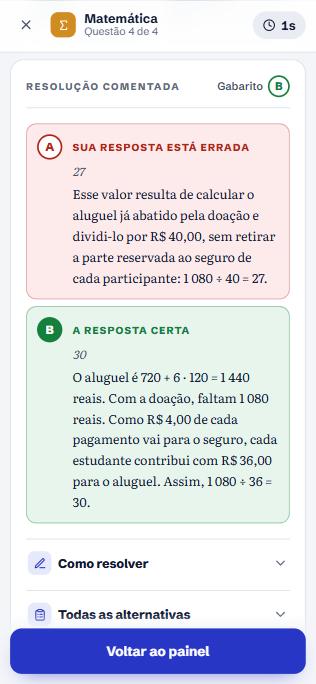 Matemática
Questão 4 de 4
1s
RESOLUÇÃO COMENTADA
Gabarito B
A SUA RESPOSTA ESTÁ ERRADA
27
Esse valor resulta de calcular o
aluguel já abatido pela doação e
dividi-lo por R$ 40,00, sem retirar
a parte reservada ao seguro de
cada participante: 1 080 ÷ 40 = 27.
B A RESPOSTA CERTA
30
O aluguel é 720 + 6 · 120 = 1 440
reais. Com a doação, faltam 1 080
reais. Como R$ 4,00 de cada
pagamento vai para o seguro, cada
estudante contribui com R$ 36,00
para o aluguel. Assim, 1 080 ÷ 36 =
30.
Como resolver
Todas as alternativas
Voltar ao painel